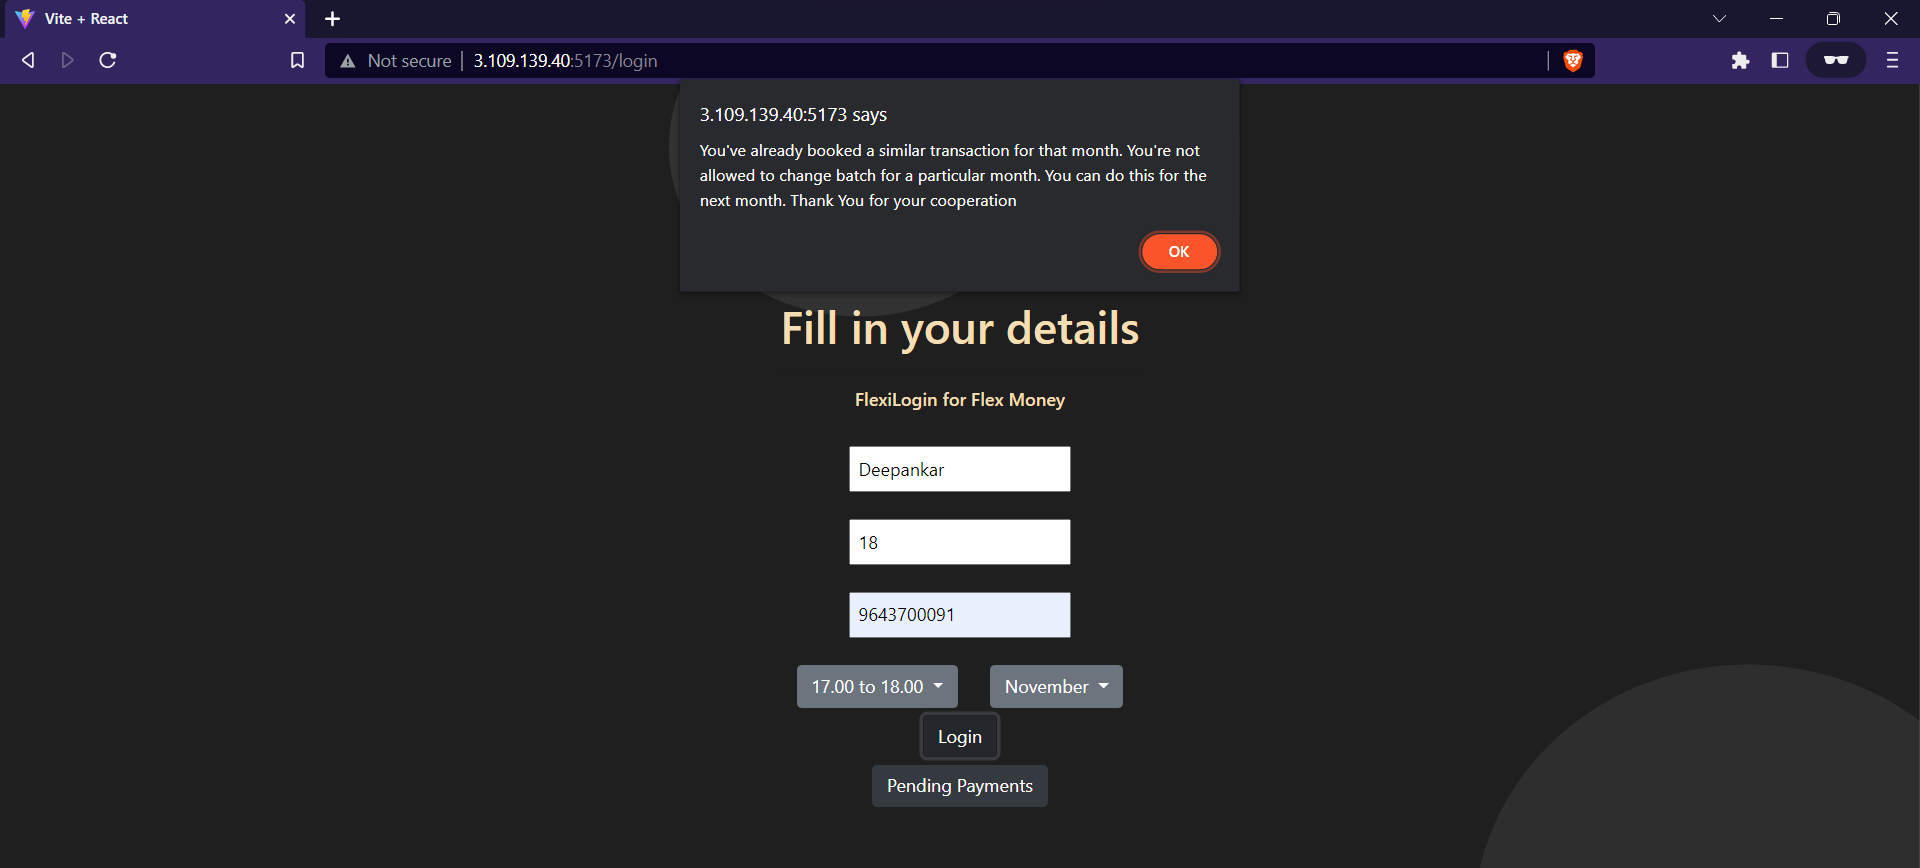 Vite + React
Not secure 3.109.139.40:5173/login
3.109.139.40:5173 says
You've already booked a similar transaction for that month. You're not
allowed to change batch for a particular month. You can do this for the
next month. Thank You for your cooperation
OK
Fill in your details
FlexiLogin for Flex Money
Deepankar
18
9643700091
17.00 to 18.00 November
Login
Pending Payments